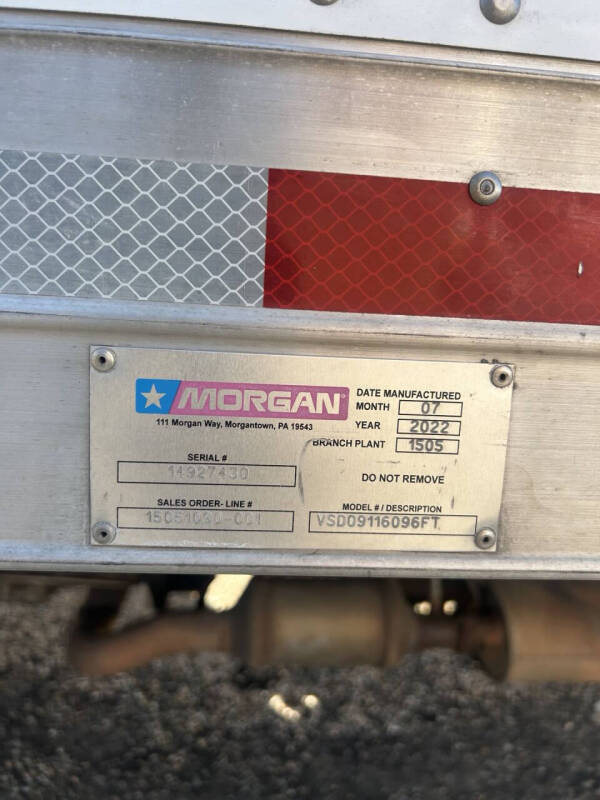 MORGAN
111 Morgan Way, Morgantown, PA 19543
DATE MANUFACTURED
MONTH 07
YEAR 2022
BRANCH PLANT 1505
SERIAL #
14927430
DO NOT REMOVE
SALES ORDER- LINE #
MODEL # / DESCRIPTION
VSD09116096FT